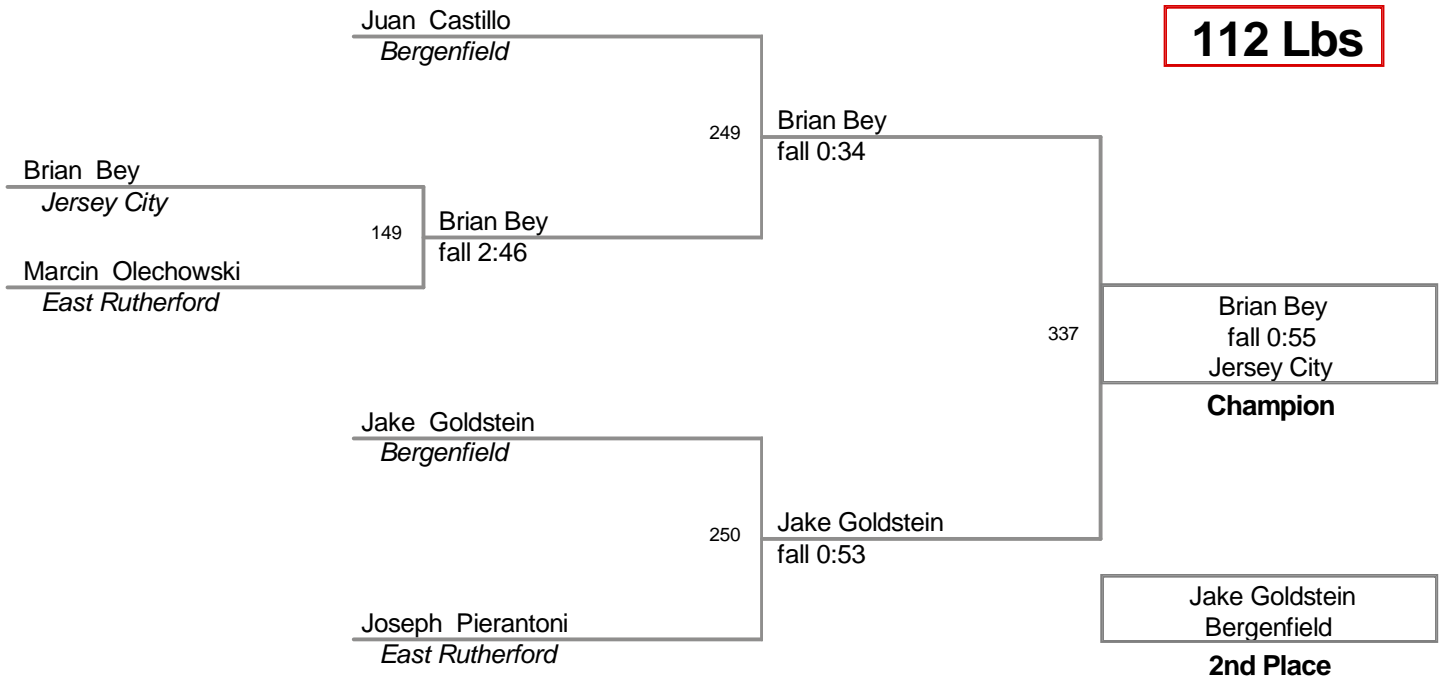 112 Lbs
Juan Castillo
Bergenfield
249
Brian Bey
fall 0:34
Brian Bey
Jersey City
149
Brian Bey
fall 2:46
Marcin Olechowski
East Rutherford
337
Brian Bey
fall 0:55
Jersey City
Champion
Jake Goldstein
Bergenfield
250
Jake Goldstein
fall 0:53
Joseph Pierantoni
East Rutherford
Jake Goldstein
Bergenfield
2nd Place